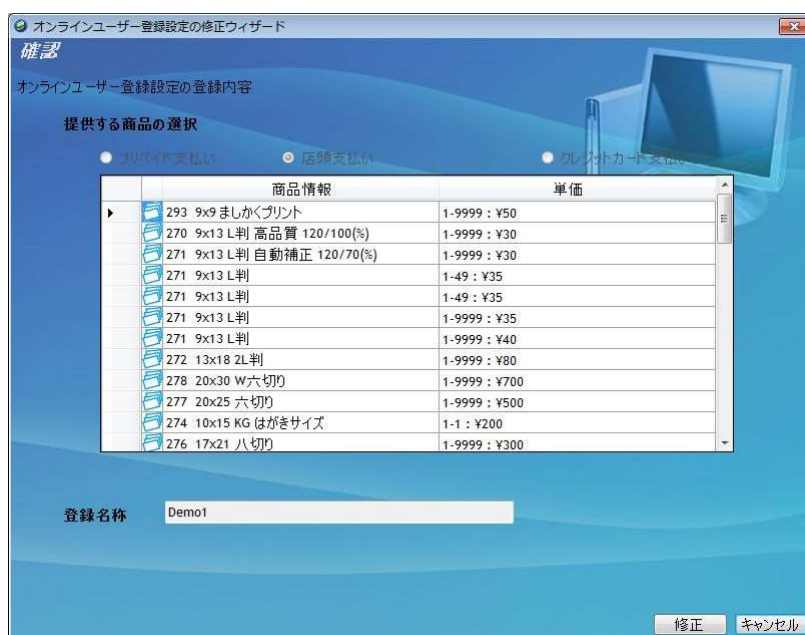 オンラインユーザー登録設定の修正ウィザード
確認
オンラインユーザー登録設定の登録内容
提供する商品の選択
プリペイド支払い 店頭支払い クレジットカード支払い
商品情報 単価
293 9x9 ましかくプリント 1-9999 : ¥50
270 9x13 L判 高品質 120/100(%) 1-9999 : ¥30
271 9x13 L判 自動補正 120/70(%) 1-9999 : ¥30
271 9x13 L判 1-49 : ¥35
271 9x13 L判 1-49 : ¥35
271 9x13 L判 1-9999 : ¥35
271 9x13 L判 1-9999 : ¥40
272 13x18 2L判 1-9999 : ¥80
278 20x30 W六切り 1-9999 : ¥700
277 20x25 六切り 1-9999 : ¥500
274 10x15 KG はがきサイズ 1-1 : ¥200
276 17x21 八切り 1-9999 : ¥300
登録名称 Demo1
修正 キャンセル